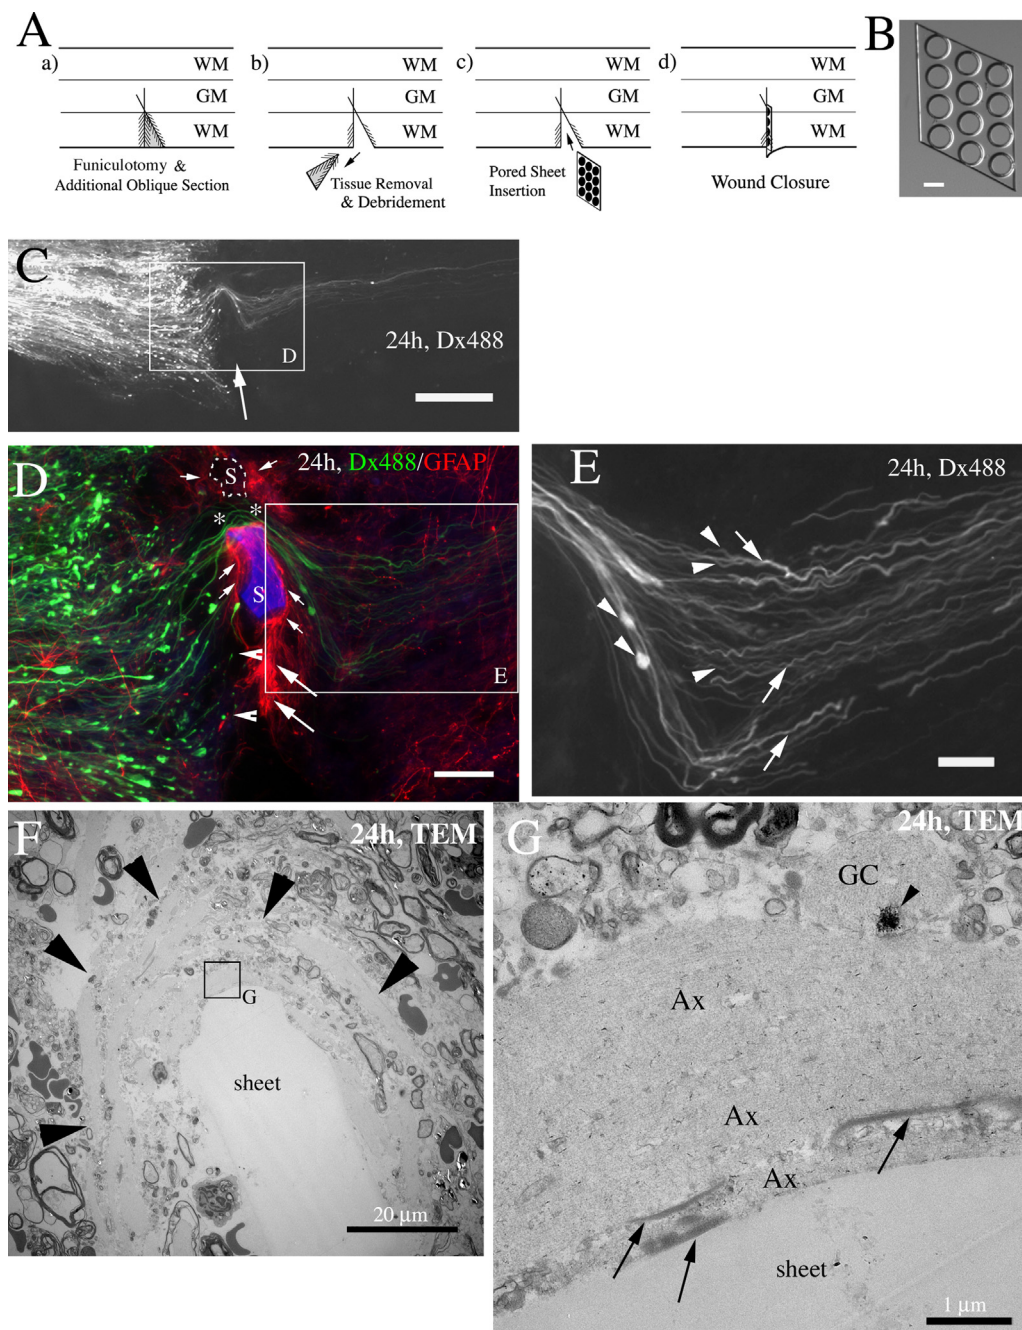 A
a)
WM
GM
WM
Funiculotomy &
Additional Oblique Section
b)
WM
GM
WM
Tissue Removal
& Debridement
c)
WM
GM
WM
Pored Sheet
Insertion
d)
WM
GM
WM
Wound Closure
B
C
24h, Dx488
D
D
24h, Dx488/GFAP
S
* *
S
E
E
24h, Dx488
F
24h, TEM
G
sheet
20 µm
G
24h, TEM
GC
Ax
Ax
Ax
sheet
1 µm